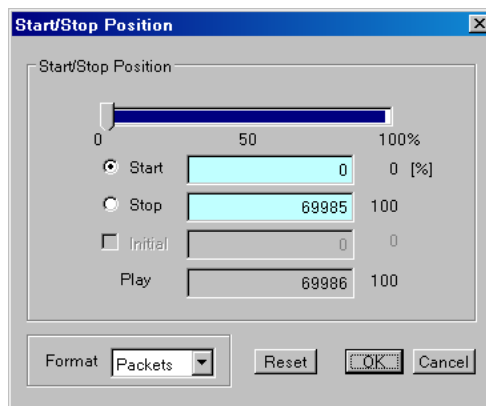 Start/Stop Position
Start/Stop Position
0 50 100%
Start 0 0 [%]
Stop 69985 100
Initial 0 0
Play 69986 100
Format Packets Reset OK Cancel